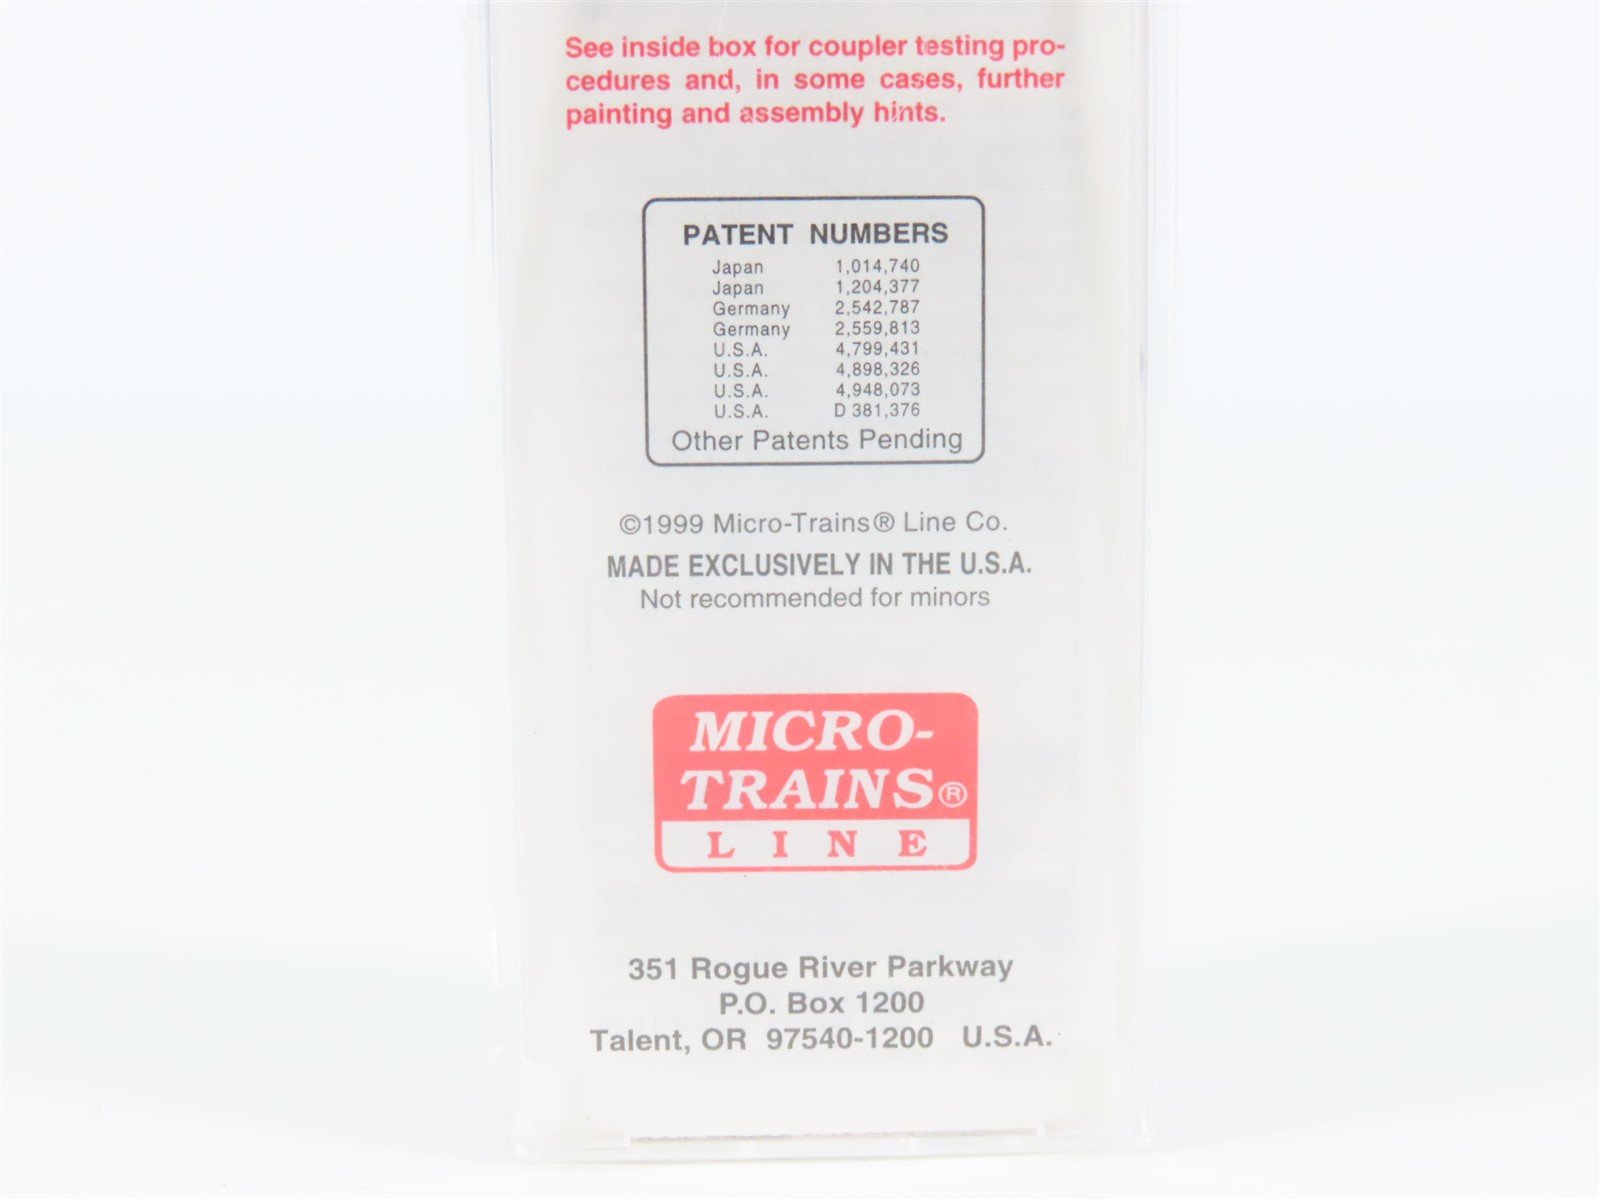 See inside box for coupler testing pro-
cedures and, in some cases, further
painting and assembly hints.
PATENT NUMBERS
Japan 1,014,740
Japan 1,204,377
Germany 2,542,787
Germany 2,559,813
U.S.A. 4,799,431
U.S.A. 4,898,326
U.S.A. 4,948,073
U.S.A. D 381,376
Other Patents Pending
©1999 Micro-Trains® Line Co.
MADE EXCLUSIVELY IN THE U.S.A.
Not recommended for minors
MICRO-
TRAINS®
LINE
351 Rogue River Parkway
P.O. Box 1200
Talent, OR 97540-1200 U.S.A.